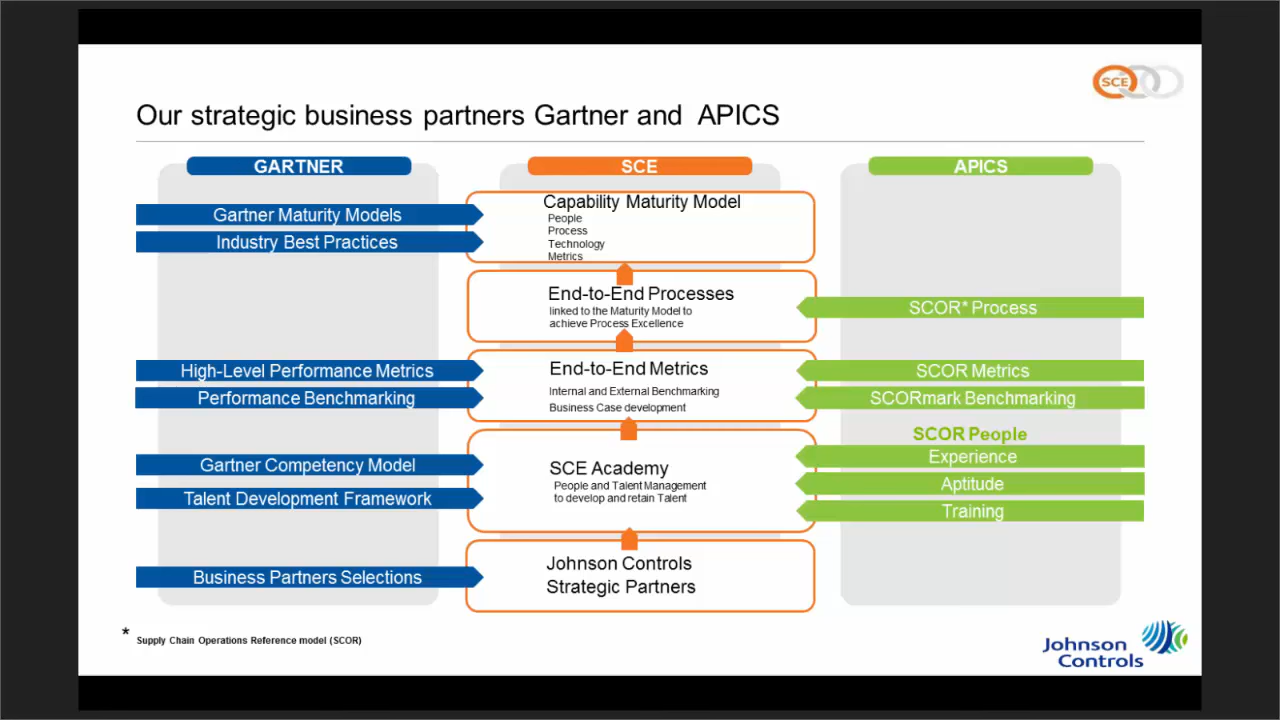 SCE
Our strategic business partners Gartner and APICS
GARTNER
SCE
APICS
Gartner Maturity Models
Industry Best Practices
Capability Maturity Model
People
Process
Technology
Metrics
End-to-End Processes
linked to the Maturity Model to
achieve Process Excellence
SCOR* Process
High-Level Performance Metrics
Performance Benchmarking
End-to-End Metrics
Internal and External Benchmarking
Business Case development
SCOR Metrics
SCORmark Benchmarking
Gartner Competency Model
Talent Development Framework
SCE Academy
People and Talent Management
to develop and retain Talent
SCOR People
Experience
Aptitude
Training
Business Partners Selections
Johnson Controls
Strategic Partners
* Supply Chain Operations Reference model (SCOR)
Johnson
Controls